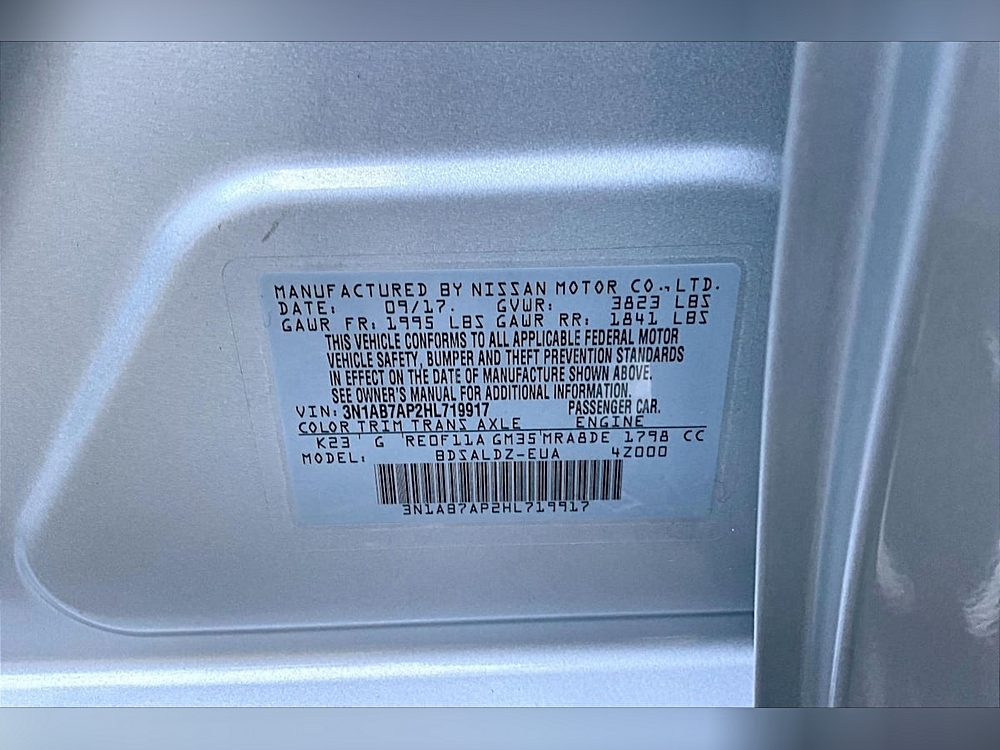 MANUFACTURED BY NISSAN MOTOR CO., LTD.
DATE: 09/17. GVWR: 3823 LBS
GAWR FR: 1995 LBS GAWR RR: 1841 LBS
THIS VEHICLE CONFORMS TO ALL APPLICABLE FEDERAL MOTOR
VEHICLE SAFETY, BUMPER AND THEFT PREVENTION STANDARDS
IN EFFECT ON THE DATE OF MANUFACTURE SHOWN ABOVE.
SEE OWNER'S MANUAL FOR ADDITIONAL INFORMATION.
VIN: 3N1AB7AP2HL719917 PASSENGER CAR.
COLOR TRIM TRANS AXLE ENGINE
K23 G RE0F11A GM35 MRA8DE 1798 CC
MODEL: BDSALDZ-EUA 4Z000
3N1AB7AP2HL719917